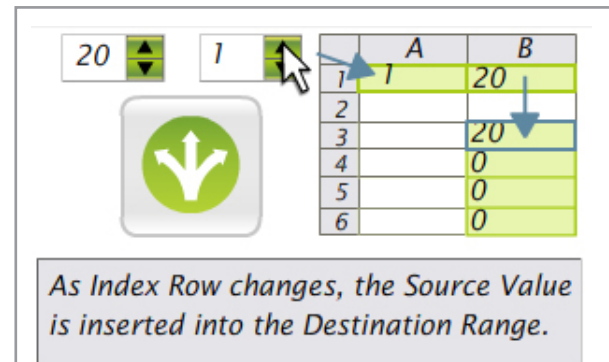 20 1
A B
1 1 20
2
3 20
4 0
5 0
6 0
As Index Row changes, the Source Value
is inserted into the Destination Range.